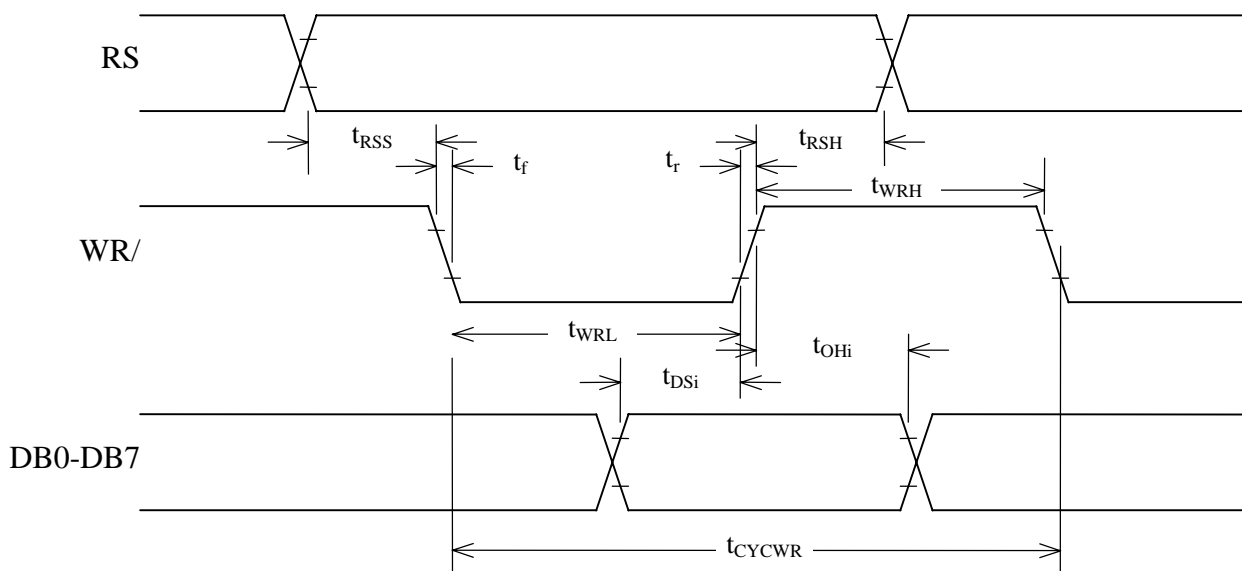 RS
tRSS
tRSH
tf
tr
tWRH
WR/
tWRL
tOHi
tDSi
DB0-DB7
tCYCWR